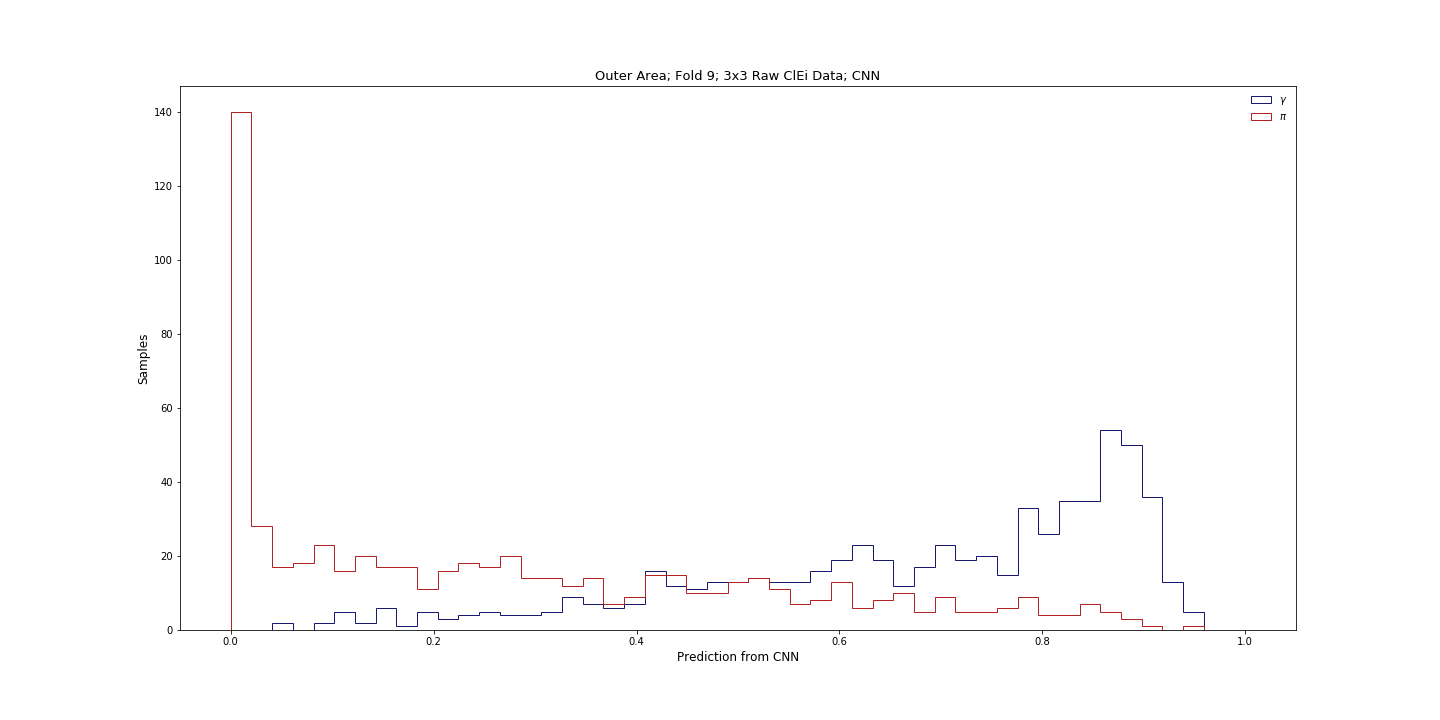 Outer Area; Fold 9; 3x3 Raw ClEi Data; CNN
γ
π
140
120
100
80
60
40
20
0
Samples
0.0 0.2 0.4 0.6 0.8 1.0
Prediction from CNN